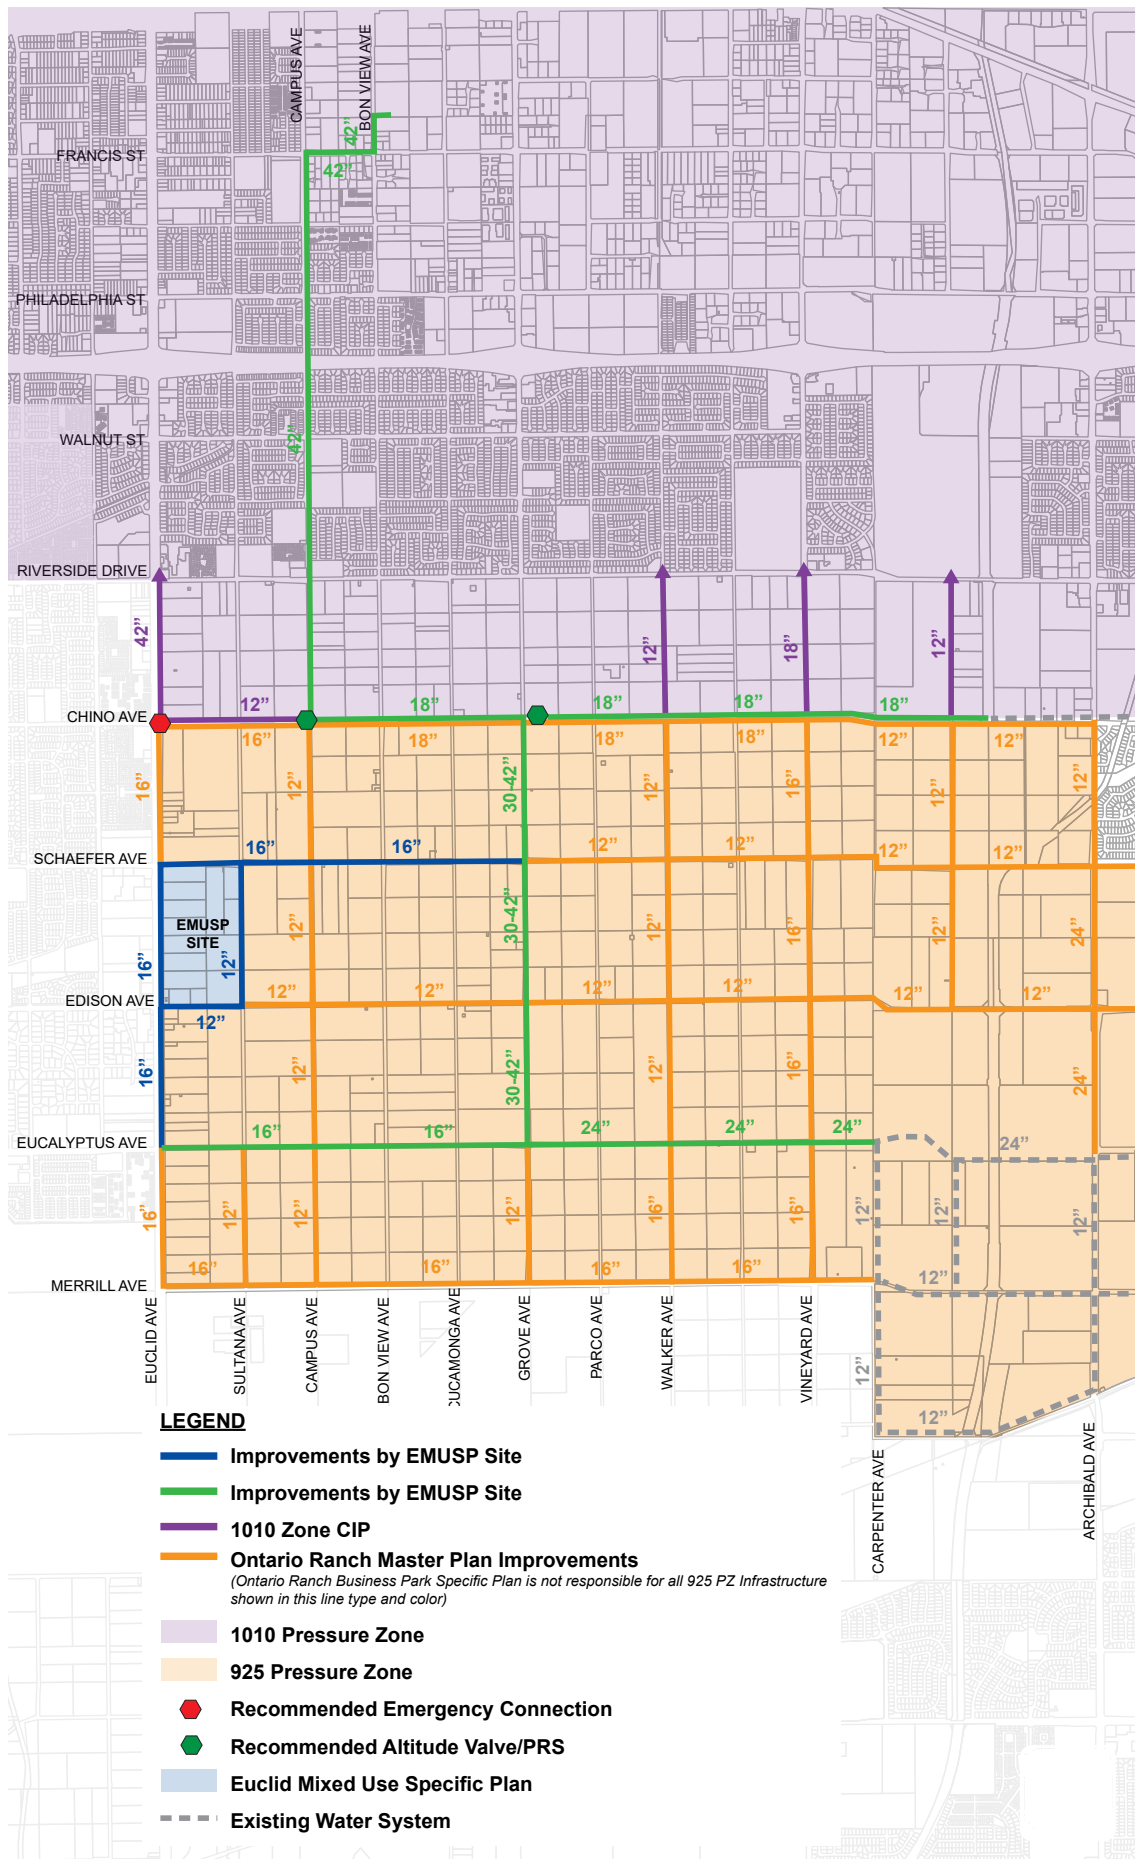 CAMPUS AVE
BON VIEW AVE
42”
FRANCIS ST
42”
PHILADELPHIA ST
WALNUT ST
42”
RIVERSIDE DRIVE
42”
12”
18”
12”
12”
18”
18”
18”
18”
CHINO AVE
16”
18”
18”
18”
12”
12”
16”
12”
30-42”
12”
16”
12”
12”
SCHAEFER AVE
16”
16”
12”
12”
12”
12”
EMUSP
SITE
16”
12”
12”
30-42”
12”
16”
12”
24”
EDISON AVE
12”
12”
12”
12”
12”
12”
12”
16”
12”
30-42”
12”
16”
24”
EUCALYPTUS AVE
16”
16”
24”
24”
24”
24”
16”
12”
12”
12”
16”
16”
12”
12”
12”
MERRILL AVE
16”
16”
16”
16”
12”
EUCLID AVE
SULTANA AVE
CAMPUS AVE
BON VIEW AVE
CUCAMONGA AVE
GROVE AVE
PARCO AVE
WALKER AVE
VINEYARD AVE
12”
12”
CARPENTER AVE
ARCHIBALD AVE
LEGEND
Improvements by EMUSP Site
Improvements by EMUSP Site
1010 Zone CIP
Ontario Ranch Master Plan Improvements
(Ontario Ranch Business Park Specific Plan is not responsible for all 925 PZ Infrastructure
shown in this line type and color)
1010 Pressure Zone
925 Pressure Zone
Recommended Emergency Connection
Recommended Altitude Valve/PRS
Euclid Mixed Use Specific Plan
Existing Water System